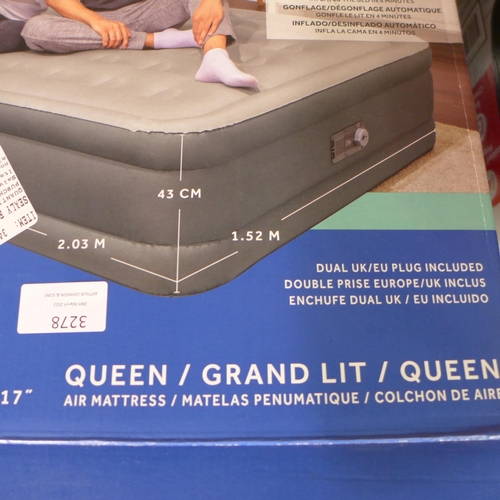 GONFLAGE/DÉGONFLAGE AUTOMATIQUE
GONFLE LE LIT EN 4 MINUTES
INFLADO/DESINFLADO AUTOMÁTICO
INFLA LA CAMA EN 4 MINUTOS
43 CM
2.03 M
1.52 M
DUAL UK/EU PLUG INCLUDED
DOUBLE PRISE EUROPE/UK INCLUS
ENCHUFE DUAL UK / EU INCLUIDO
3278
QUEEN / GRAND LIT / QUEEN
17"
AIR MATTRESS / MATELAS PENUMATIQUE / COLCHON DE AIRE